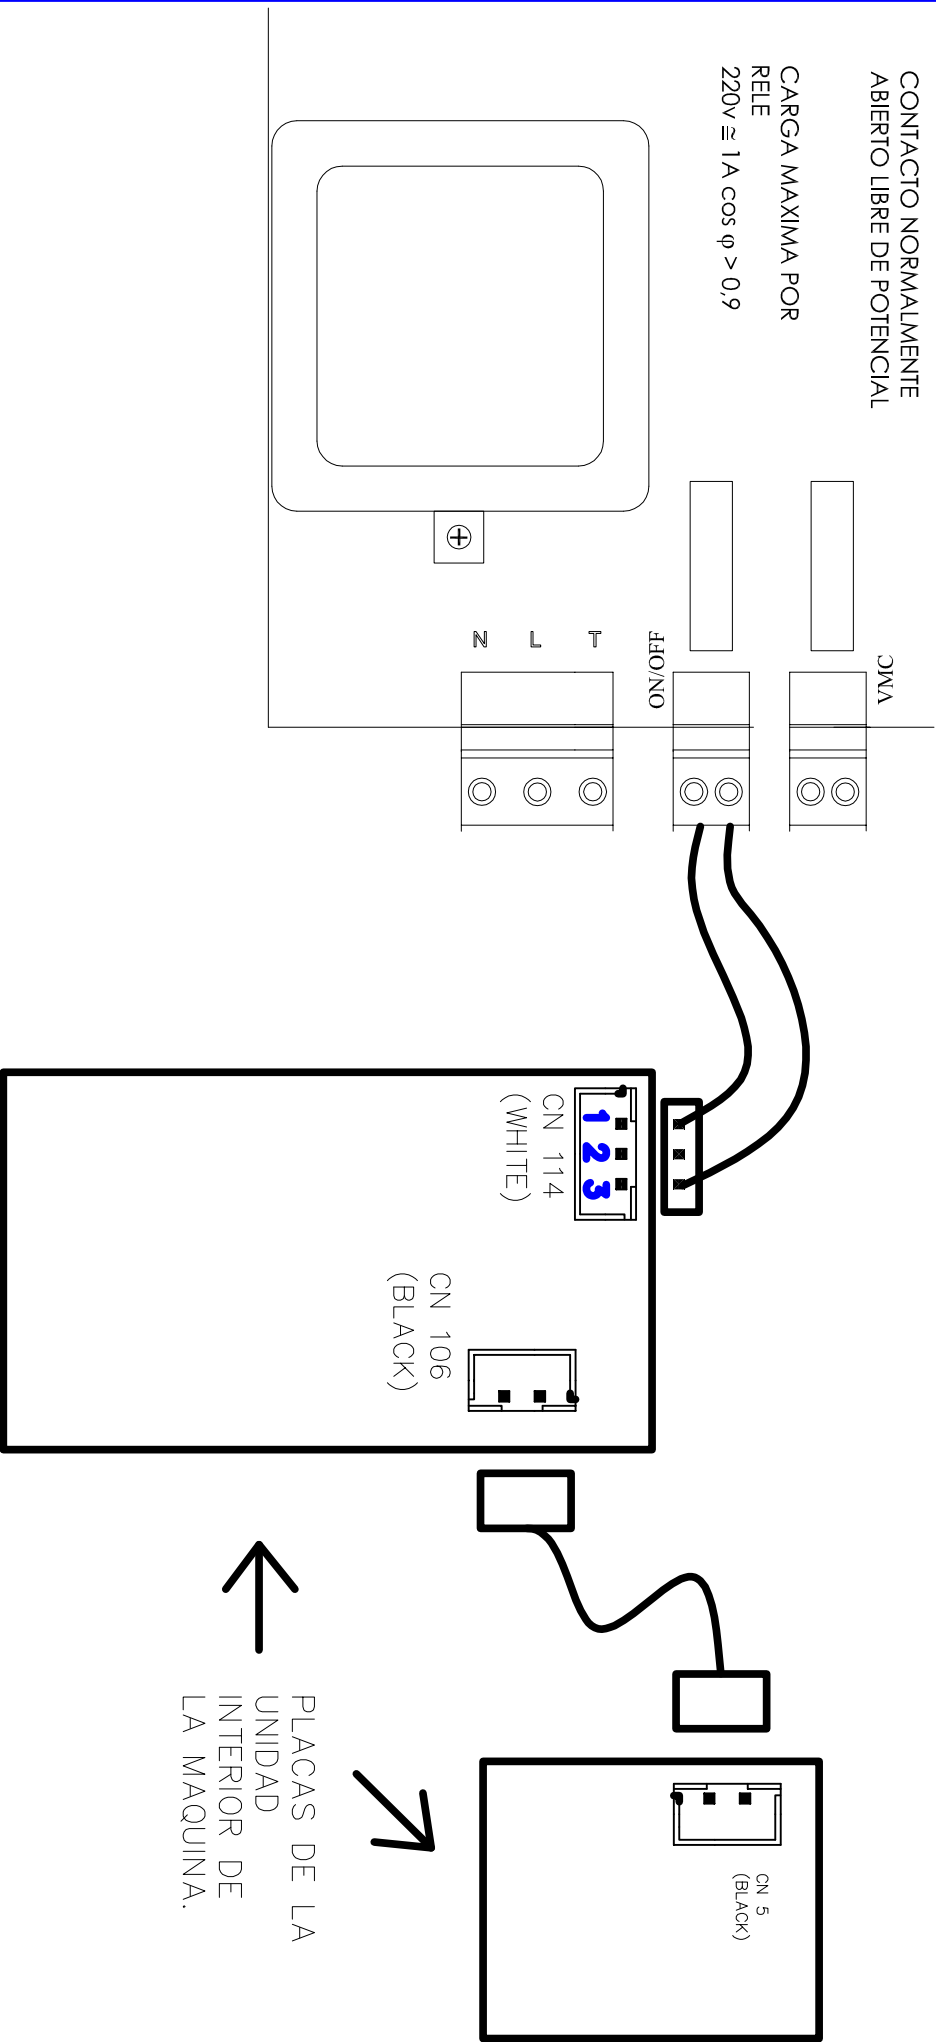 CONTACTO NORMALMENTE
ABIERTO LIBRE DE POTENCIAL
CARGA MAXIMA POR
RELE
220v ≅ 1A cos φ > 0,9
VMC
ON/OFF
T
L
N
1 2 3
CN 114
(WHITE)
CN 106
(BLACK)
CN 5
(BLACK)
PLACAS DE LA
UNIDAD
INTERIOR DE
LA MAQUINA.